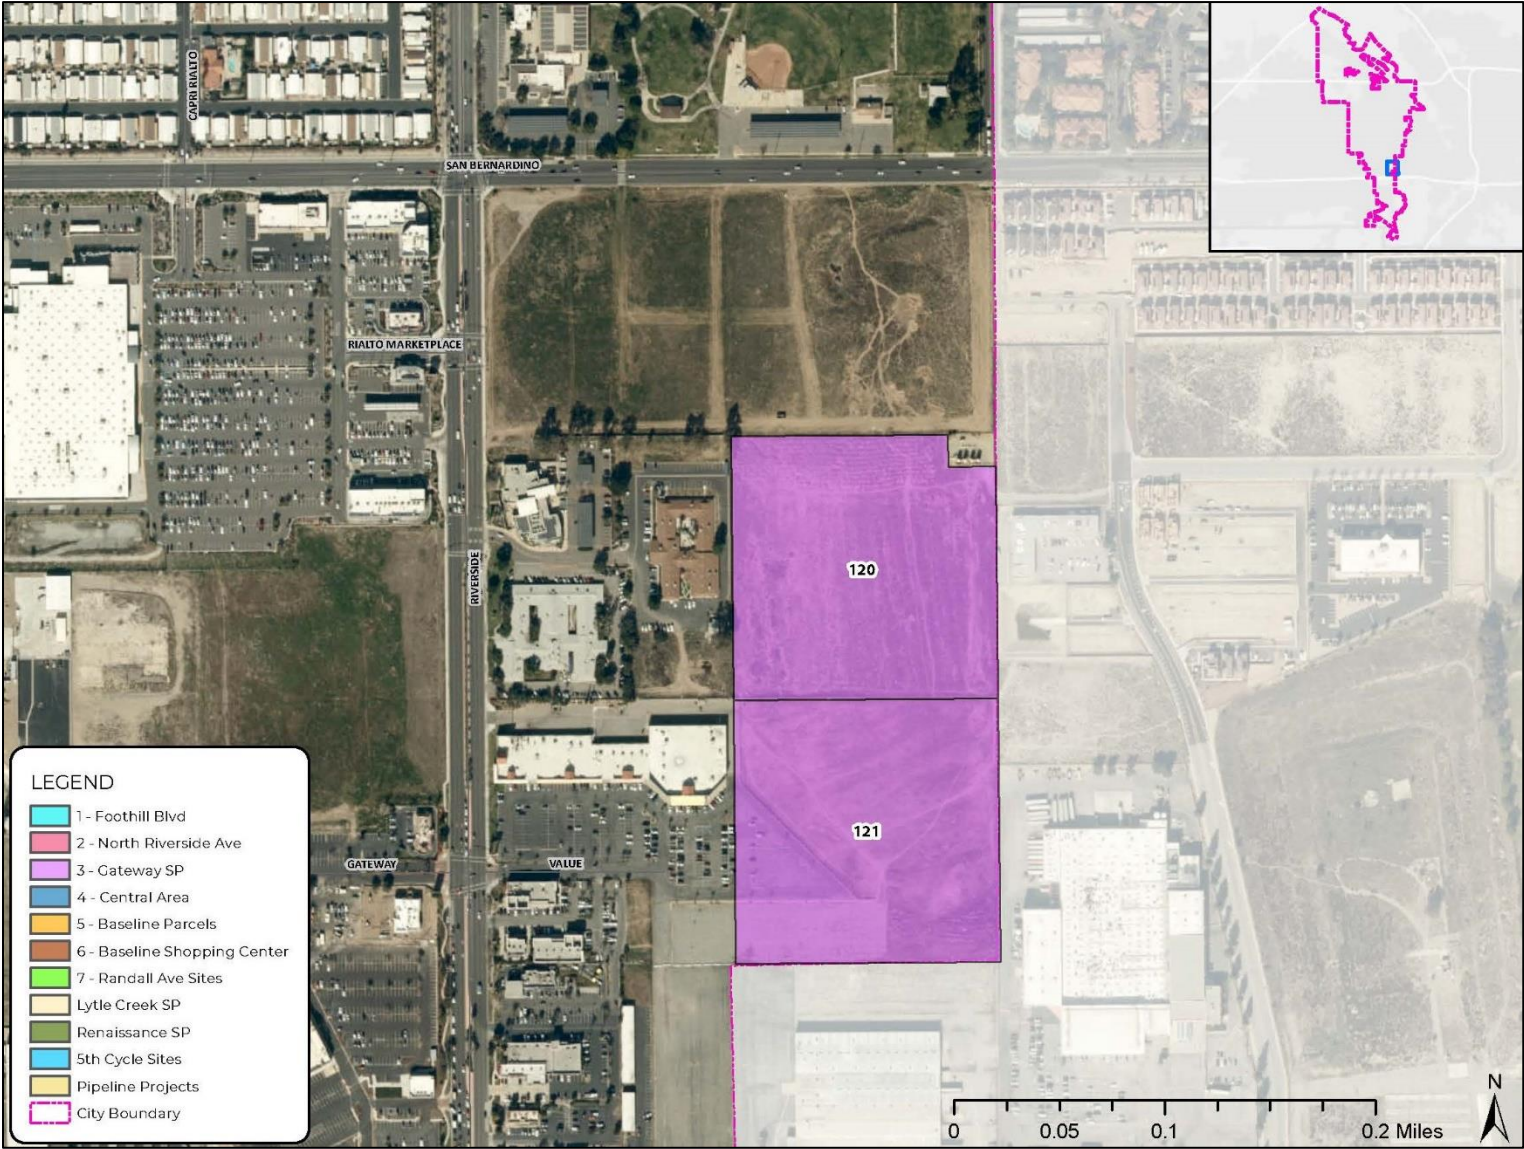 CAPRI RIALTO
SAN BERNARDINO
RIALTO MARKETPLACE
RIVERSIDE
120
121
GATEWAY
VALUE
LEGEND
1 - Foothill Blvd
2 - North Riverside Ave
3 - Gateway SP
4 - Central Area
5 - Baseline Parcels
6 - Baseline Shopping Center
7 - Randall Ave Sites
Lytle Creek SP
Renaissance SP
5th Cycle Sites
Pipeline Projects
City Boundary
N
0 0.05 0.1 0.2 Miles